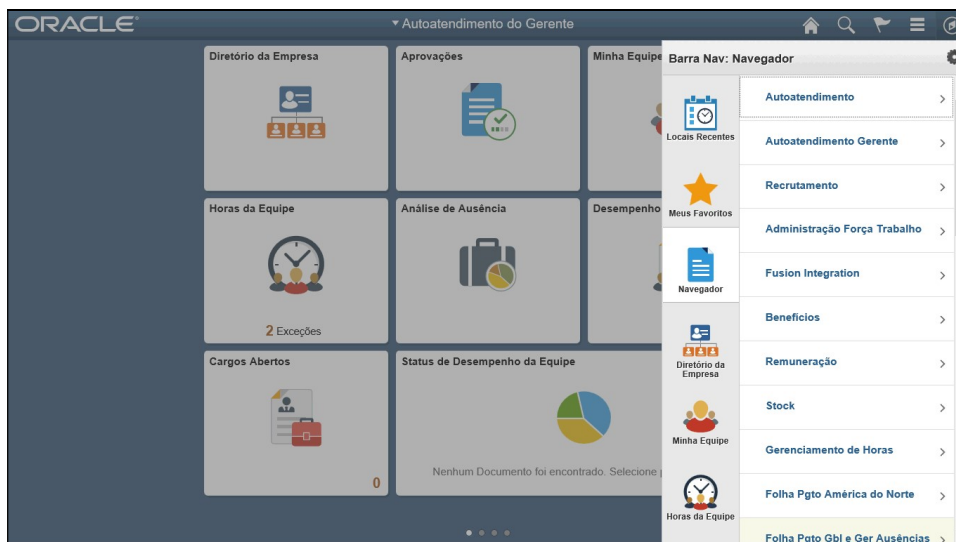 ORACLE
Autoatendimento do Gerente
Diretório da Empresa
Aprovações
Minha Equipe
Horas da Equipe
2 Exceções
Análise de Ausência
Desempenho
Cargos Abertos
0
Status de Desempenho da Equipe
Nenhum Documento foi encontrado. Selecione
Barra Nav: Navegador
Locais Recentes
Meus Favoritos
Navegador
Diretório da
Empresa
Minha Equipe
Horas da Equipe
Autoatendimento
Autoatendimento Gerente
Recrutamento
Administração Força Trabalho
Fusion Integration
Benefícios
Remuneração
Stock
Gerenciamento de Horas
Folha Pgto América do Norte
Folha Pgto Gbl e Ger Ausências